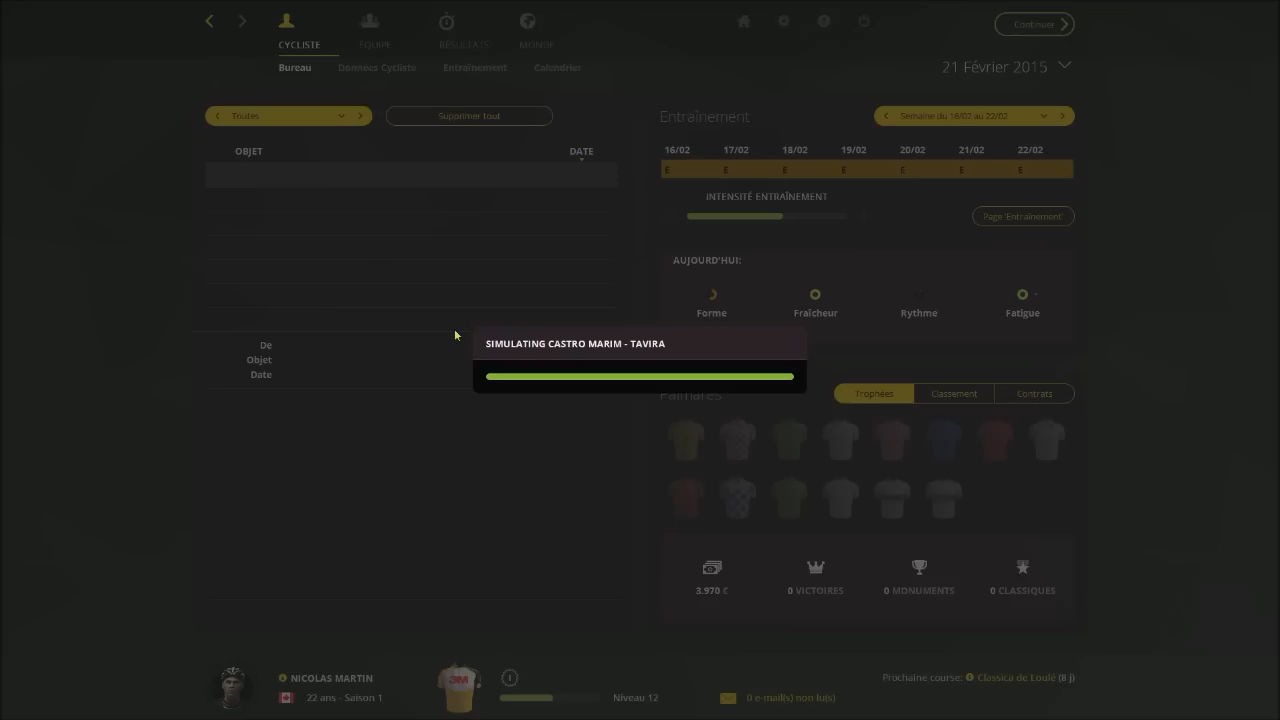 CYCLISTE ÉQUIPE RÉSULTATS MONDE
Continuer
Bureau Données Cycliste Entraînement Calendrier
21 Février 2015
Toutes Supprimer tout
Entraînement
Semaine du 16/02 au 22/02
OBJET DATE
16/02 17/02 18/02 19/02 20/02 21/02 22/02
E E E E E E E
INTENSITÉ ENTRAÎNEMENT
Page 'Entraînement'
AUJOURD'HUI:
Forme Fraîcheur Rythme Fatigue
De
Objet
Date
SIMULATING CASTRO MARIM - TAVIRA
Palmarès
Trophées Classement Contrats
3.970 € 0 VICTOIRES 0 MONUMENTS 0 CLASSIQUES
NICOLAS MARTIN
22 ans - Saison 1
3M
Niveau 12
0 e-mail(s) non lu(s)
Prochaine course: Classica de Loulé (8 j)